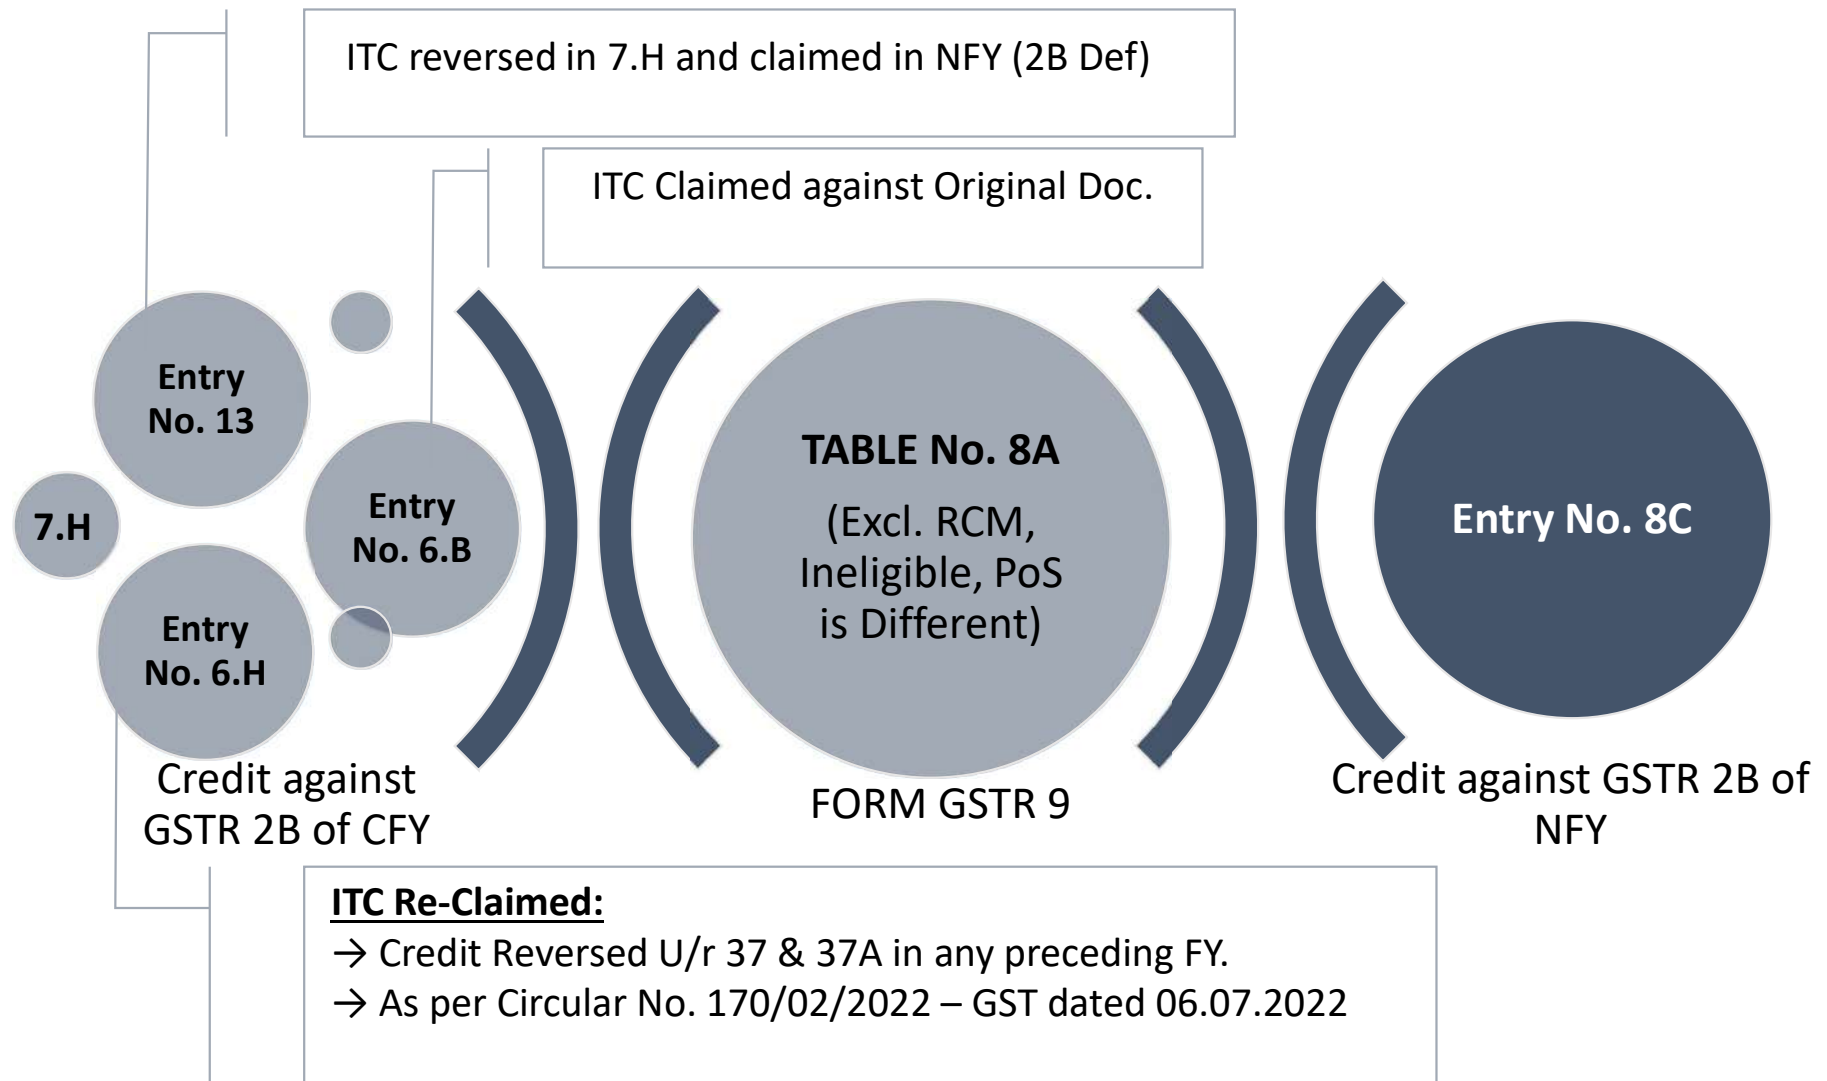 ITC reversed in 7.H and claimed in NFY (2B Def)
ITC Claimed against Original Doc.
Entry
No. 13
7.H
Entry
No. 6.B
Entry
No. 6.H
Credit against
GSTR 2B of CFY
TABLE No. 8A
(Excl. RCM,
Ineligible, PoS
is Different)
FORM GSTR 9
Entry No. 8C
Credit against GSTR 2B of
NFY
ITC Re-Claimed:
→ Credit Reversed U/r 37 & 37A in any preceding FY.
→ As per Circular No. 170/02/2022 – GST dated 06.07.2022